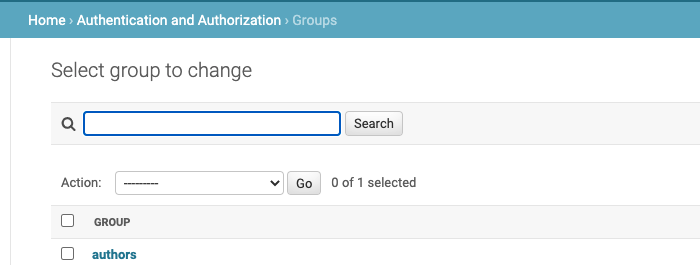 Home › Authentication and Authorization › Groups
Select group to change
Search
Action: --------- Go 0 of 1 selected
GROUP
authors